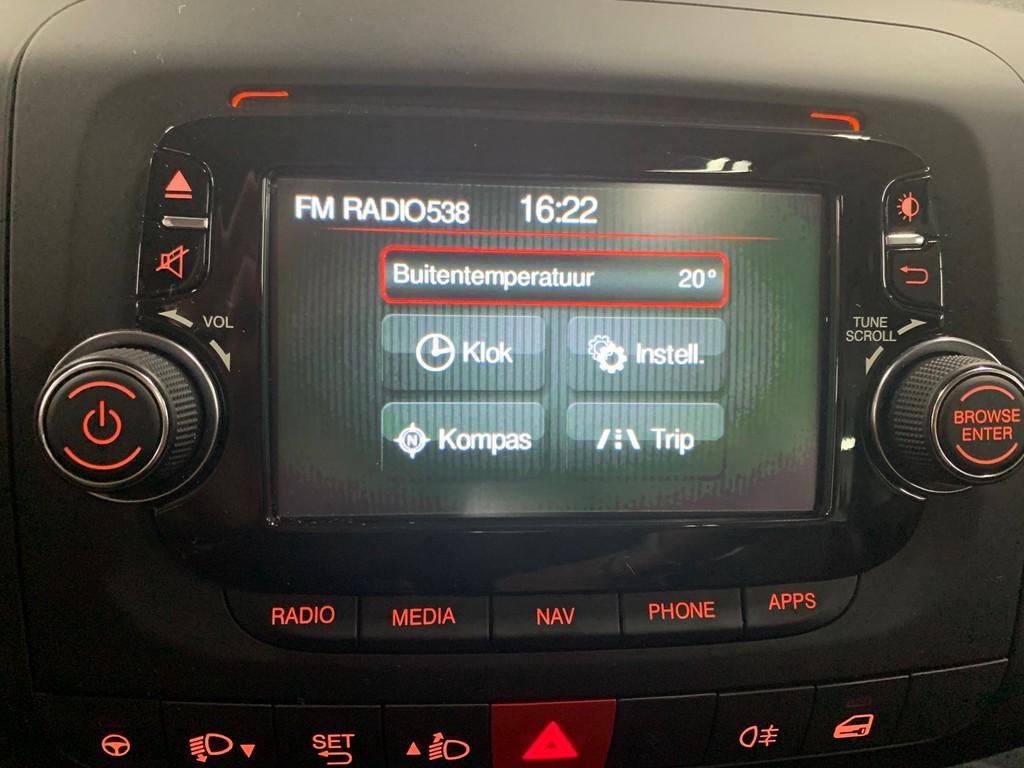 FM RADIO538 16:22
Buitentemperatuur 20°
Klok Instell.
Kompas N Trip
VOL
TUNE
SCROLL
BROWSE
ENTER
RADIO MEDIA NAV PHONE APPS
SET